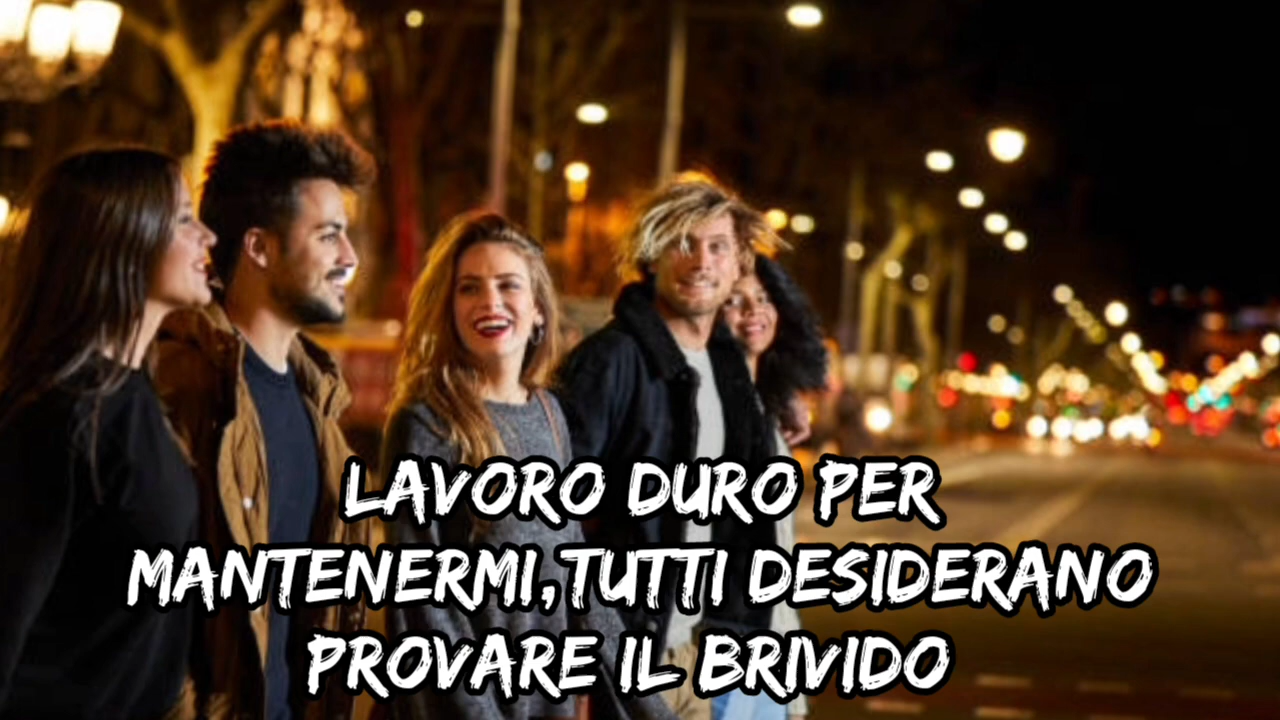 LAVORO DURO PER
MANTENERMI,TUTTI DESIDERANO
PROVARE IL BRIVIDO